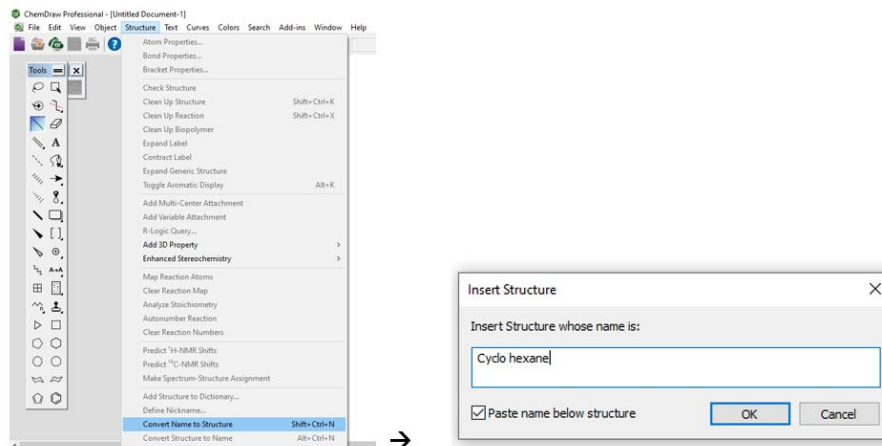 ChemDraw Professional - [Untitled Document-1]
File Edit View Object Structure Text Curves Colors Search Add-ins Window Help
Atom Properties...
Bond Properties...
Bracket Properties...
Tools
Check Structure
Clean Up Structure Shift+Ctrl+K
Clean Up Reaction Shift+Ctrl+X
Clean Up Biopolymer
Expand Label
Contract Label
Expand Generic Structure
Toggle Aromatic Display Alt+K
Add Multi-Center Attachment
Add Variable Attachment
R-Logic Query...
Add 3D Property
Enhanced Stereochemistry
Map Reaction Atoms
Clear Reaction Map
Analyze Stoichiometry
Autonumber Reaction
Clear Reaction Numbers
Predict ¹H-NMR Shifts
Predict ¹³C-NMR Shifts
Make Spectrum-Structure Assignment
Add Structure to Dictionary...
Define Nickname...
Convert Name to Structure Shift+Ctrl+N
Convert Structure to Name Alt+Ctrl+N
Insert Structure
Insert Structure whose name is:
Cyclo hexane
Paste name below structure OK Cancel